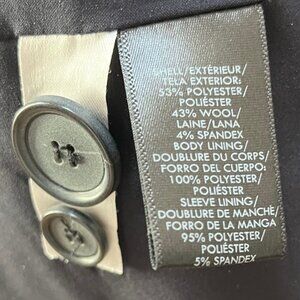 SHELL/EXTÉRIEUR/
TELA EXTERIOR:
53% POLYESTER/
POLIÉSTER
43% WOOL/
LAINE/LANA
4% SPANDEX
BODY LINING/
DOUBLURE DU CORPS/
FORRO DEL CUERPO:
100% POLYESTER/
POLIÉSTER
SLEEVE LINING/
DOUBLURE DE MANCHE/
FORRO DE LA MANGA
95% POLYESTER/
POLIÉSTER
5% SPANDEX